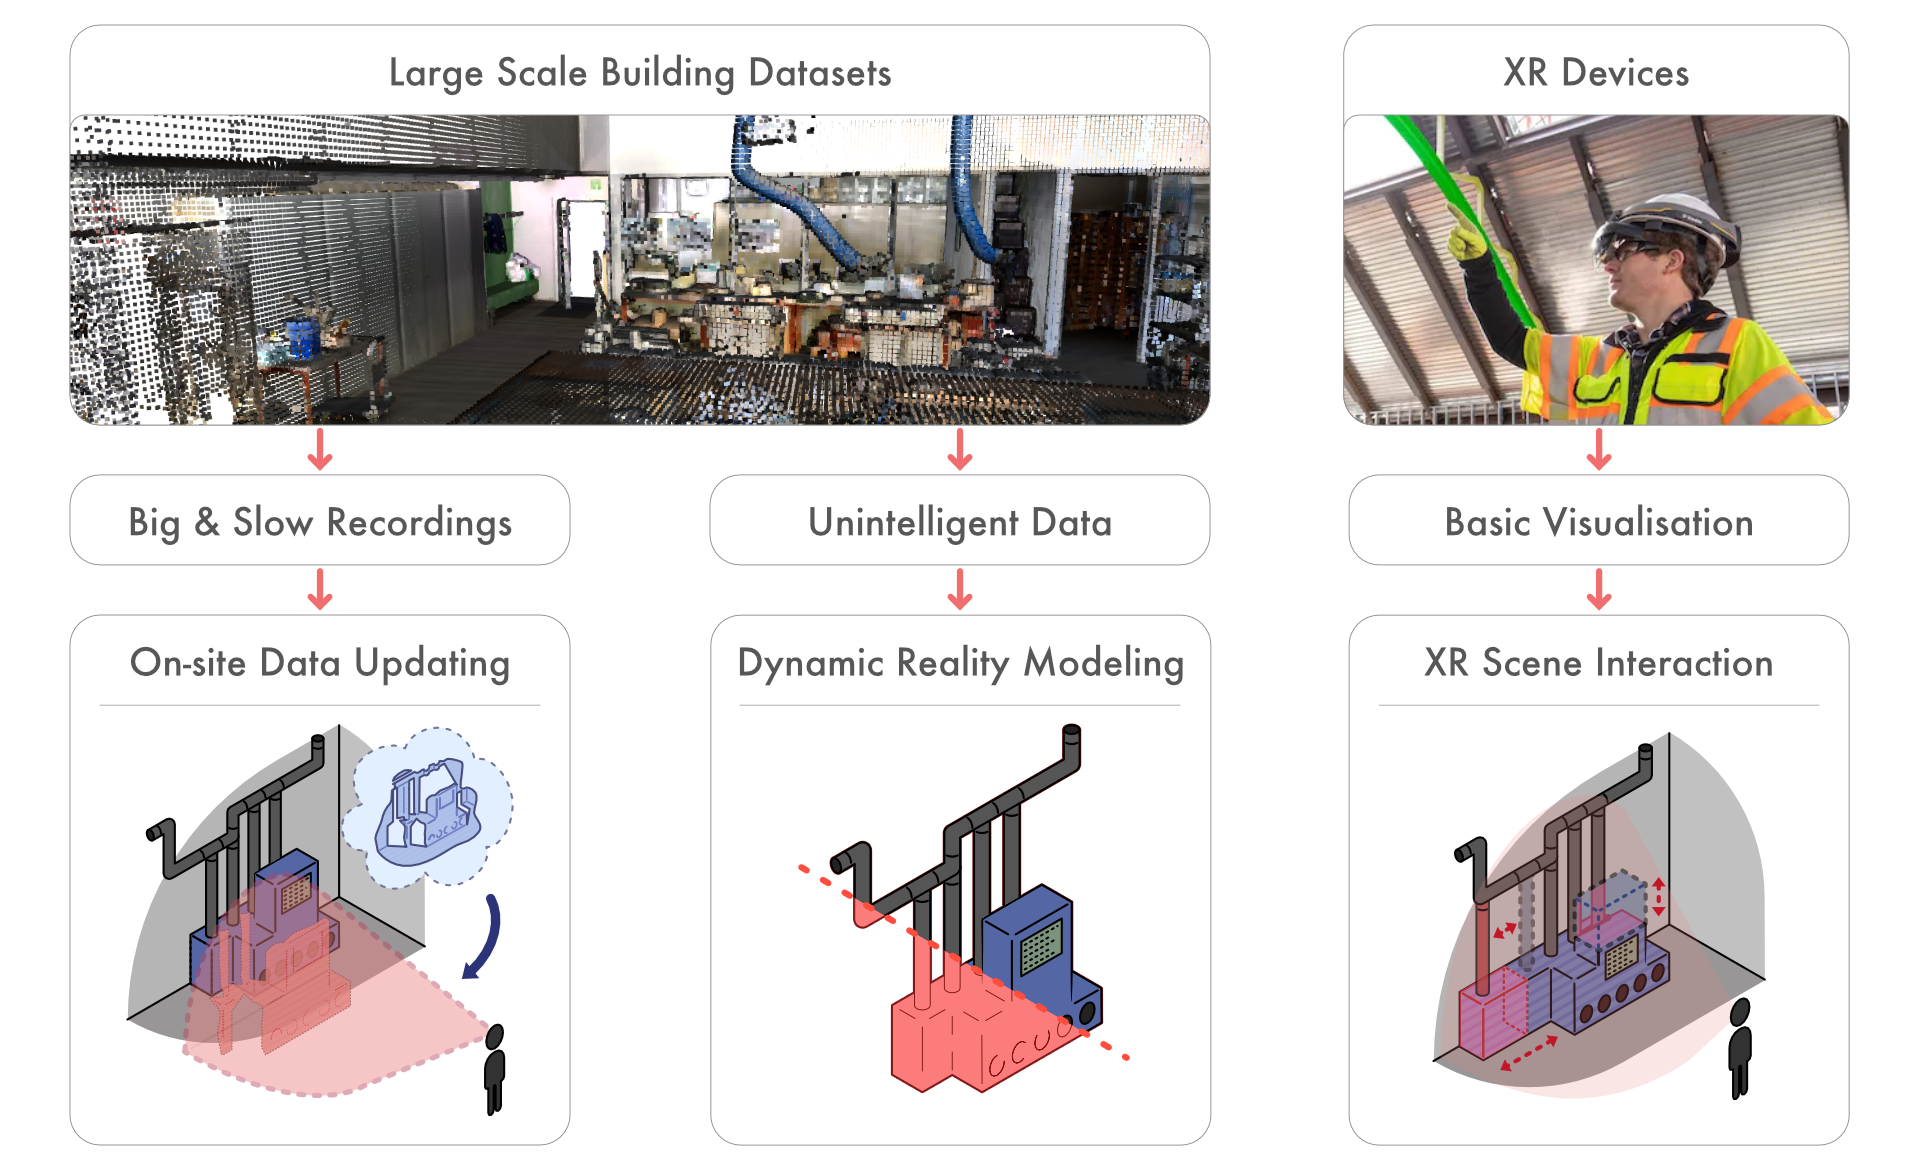 Large Scale Building Datasets
XR Devices
Big & Slow Recordings
Unintelligent Data
Basic Visualisation
On-site Data Updating
Dynamic Reality Modeling
XR Scene Interaction